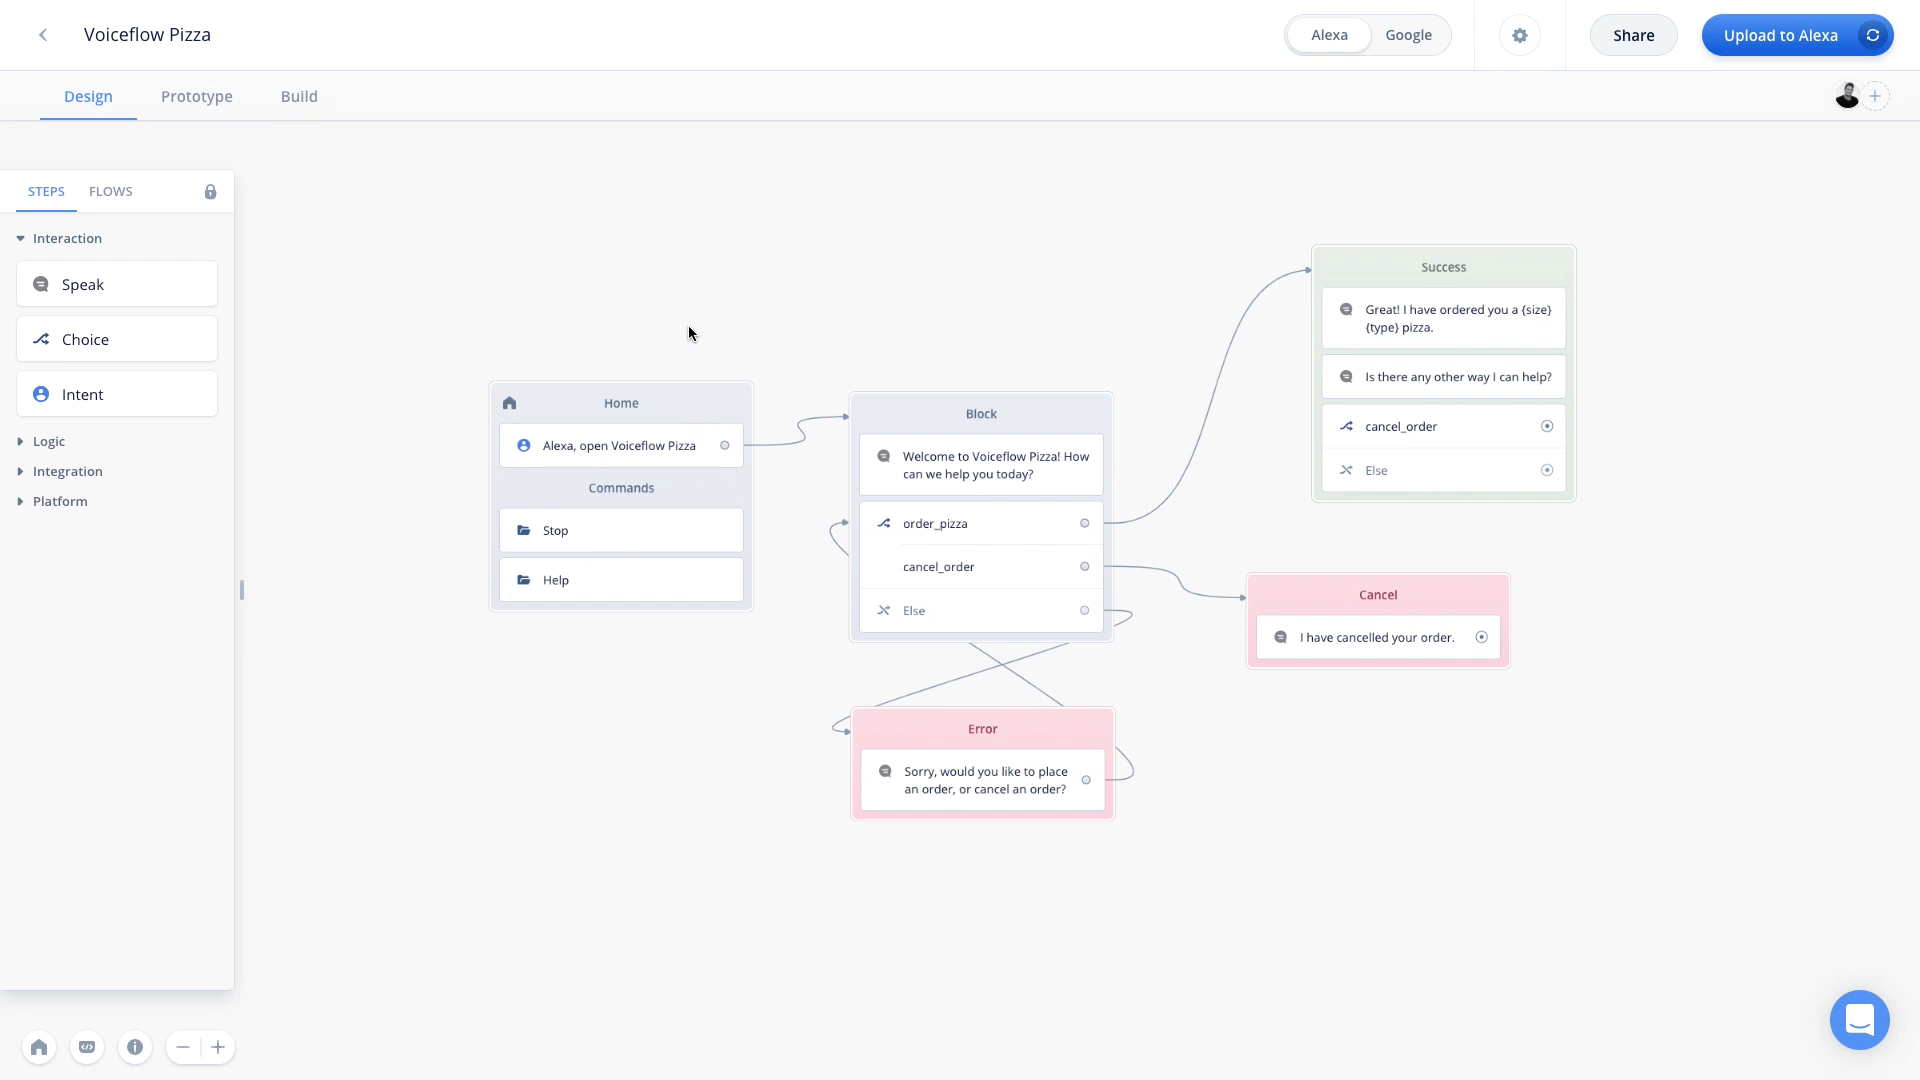 Voiceflow Pizza
Alexa
Google
Share
Upload to Alexa
Design
Prototype
Build
STEPS
FLOWS
Interaction
Speak
Choice
Intent
Logic
Integration
Platform
Home
Alexa, open Voiceflow Pizza
Commands
Stop
Help
Block
Welcome to Voiceflow Pizza! How
can we help you today?
order_pizza
cancel_order
Else
Error
Sorry, would you like to place
an order, or cancel an order?
Success
Great! I have ordered you a {size}
{type} pizza.
Is there any other way I can help?
cancel_order
Else
Cancel
I have cancelled your order.